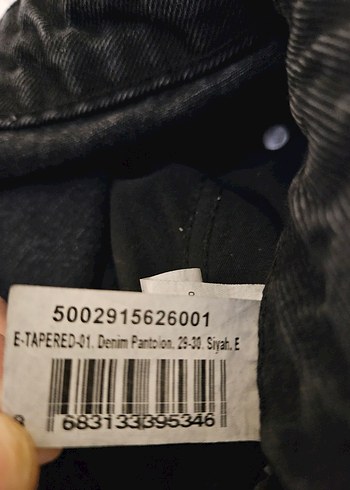 5002915626001
E-TAPERED-01, Denim Pantolon, 29-30, Siyah, E
8 683133395346